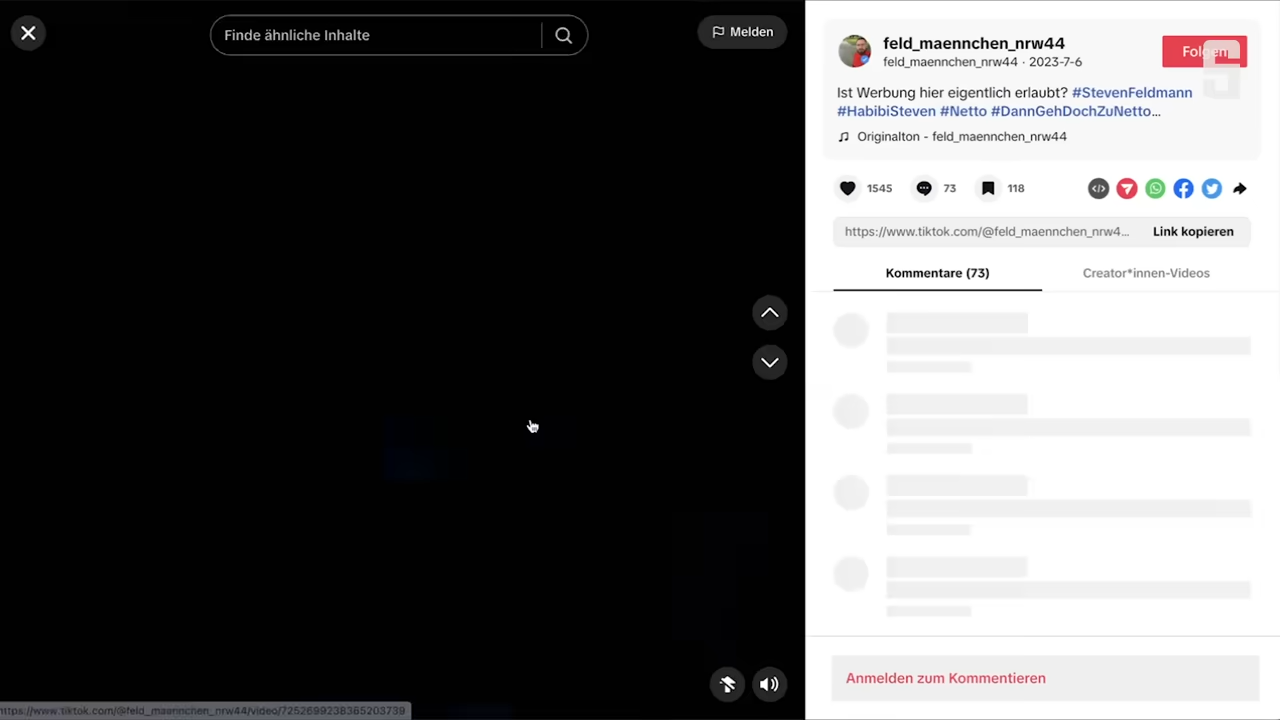 Finde ähnliche Inhalte
Melden
feld_maennchen_nrw44
feld_maennchen_nrw44 · 2023-7-6
Folgen
Ist Werbung hier eigentlich erlaubt? #StevenFeldmann
#HabibiSteven #Netto #DannGehDochZuNetto...
Originalton - feld_maennchen_nrw44
1545
73
118
https://www.tiktok.com/@feld_maennchen_nrw4...
Link kopieren
Kommentare (73)
Creator*innen-Videos
Anmelden zum Kommentieren
https://www.tiktok.com/@feld_maennchen_nrw44/video/7252699238365203739